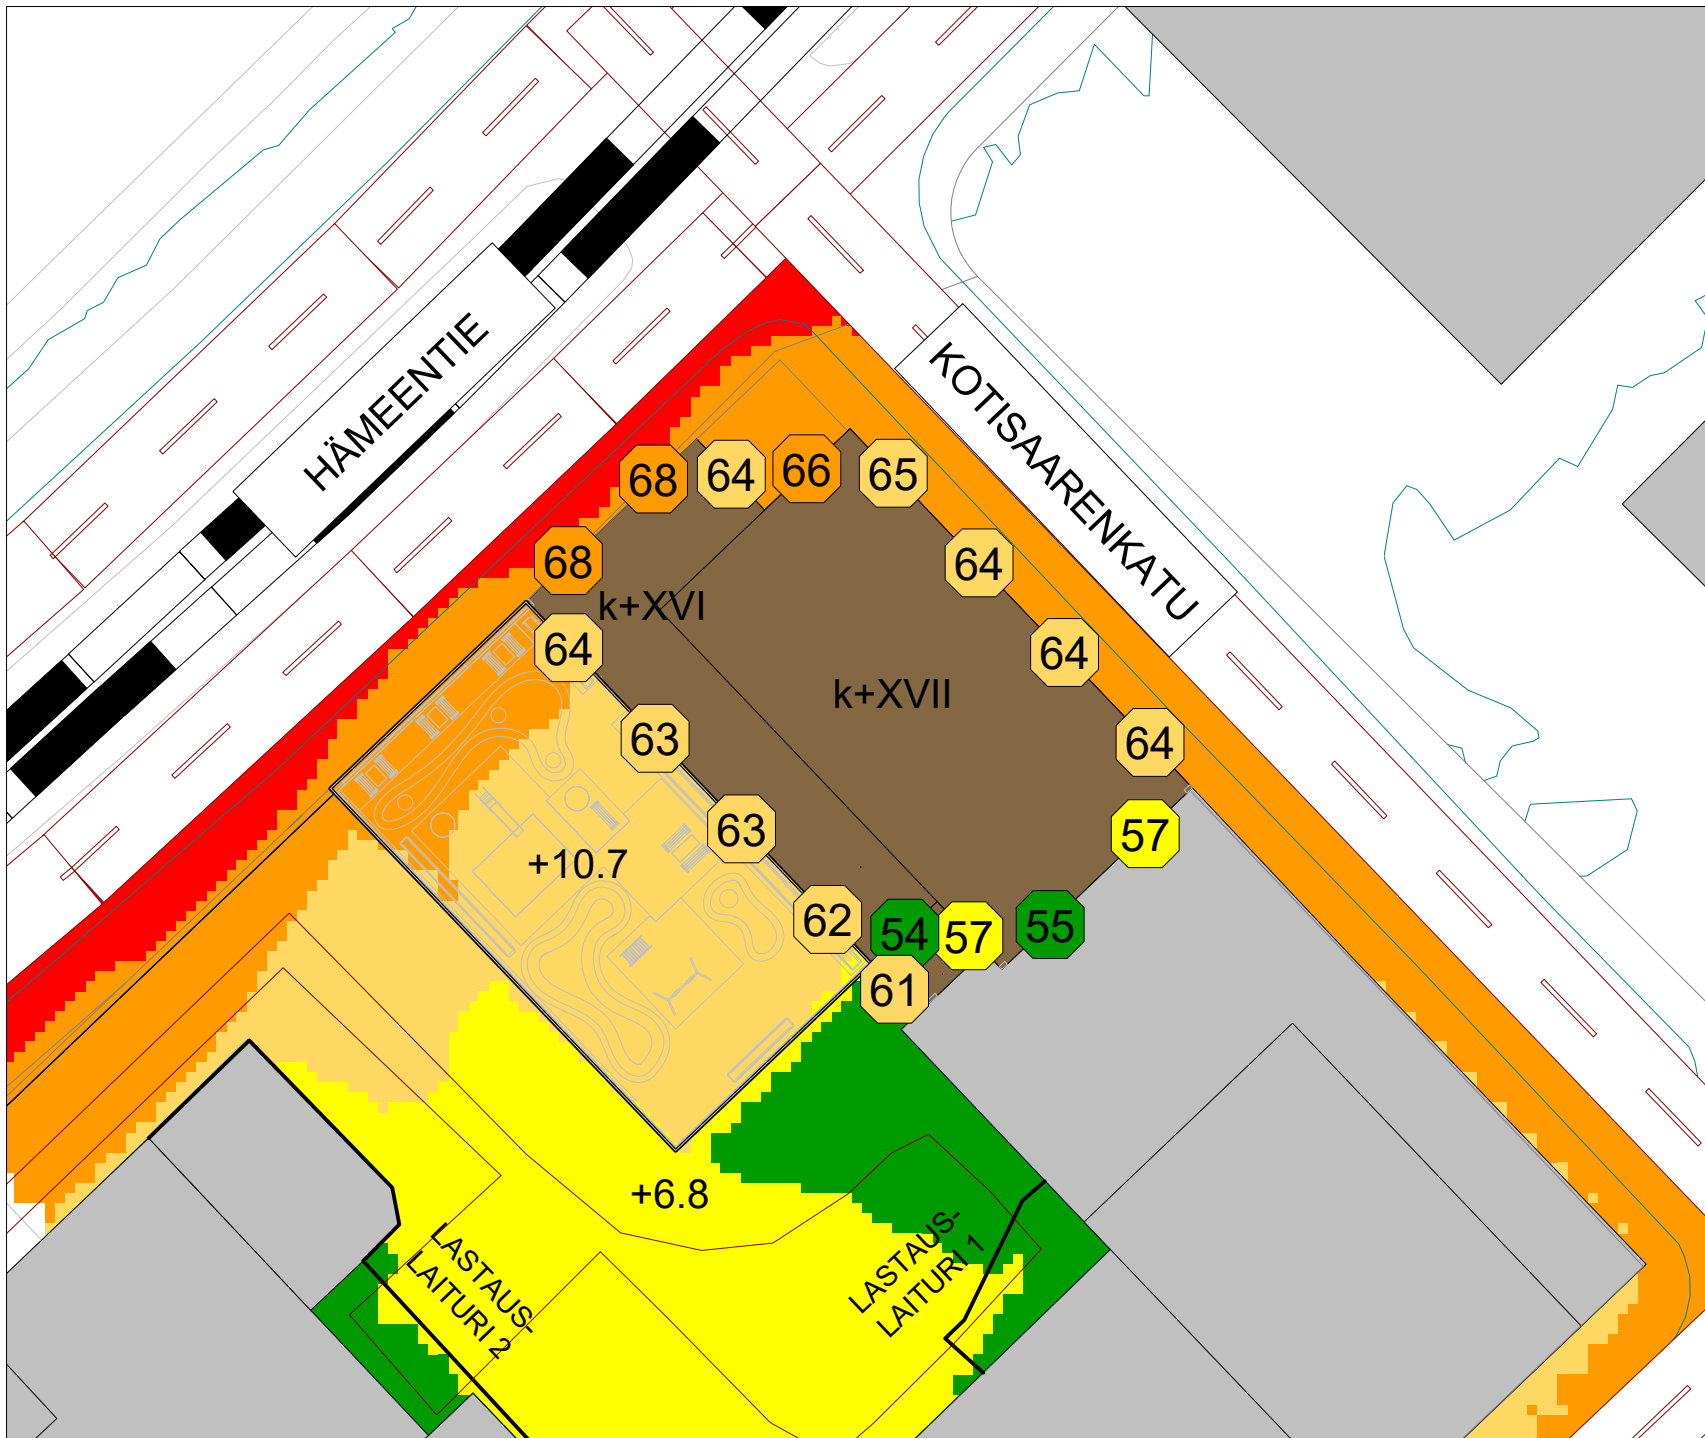 HÄMEENTIE
KOTISAARENKATU
68
64
66
65
68
64
k+XVI
64
64
k+XVII
63
64
63
57
+10.7
62
54
57
55
61
+6.8
LASTAUS-
LAITURI 2
LASTAUS-
LAITURI 1